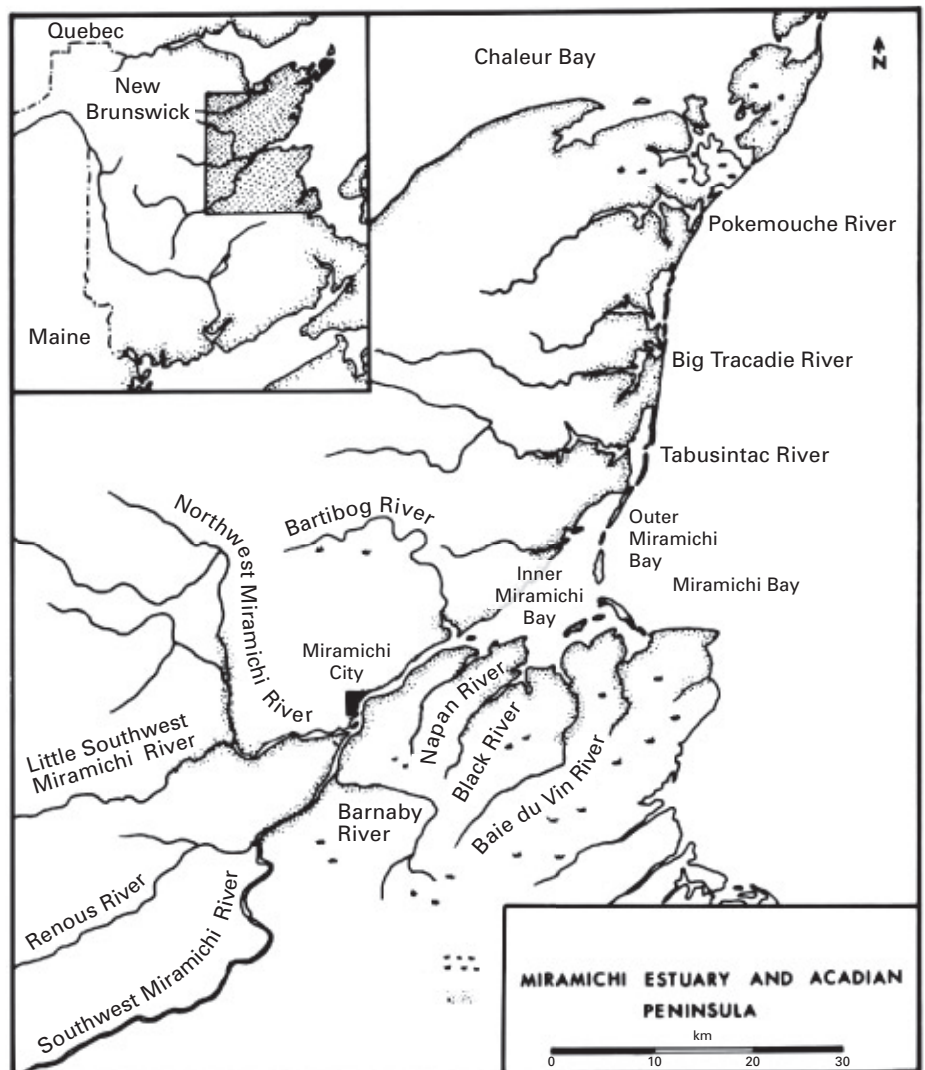 Quebec
New
Brunswick
Maine
Chaleur Bay
N
Pokemouche River
Big Tracadie River
Tabusintac River
Outer
Miramichi
Bay
Miramichi Bay
Inner
Miramichi
Bay
Bartibog River
Northwest Miramichi River
Miramichi
City
Little Southwest
Miramichi River
Napan River
Black River
Baie du Vin River
Barnaby
River
Renous River
Southwest Miramichi River
MIRAMICHI ESTUARY AND ACADIAN
PENINSULA
km
0 10 20 30